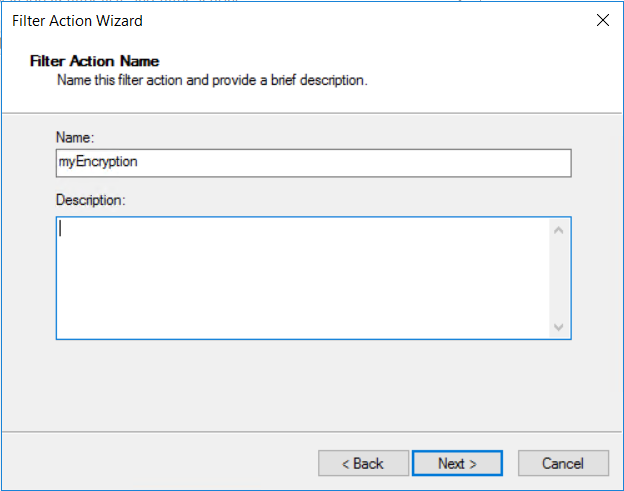 Filter Action Wizard
Filter Action Name
Name this filter action and provide a brief description.
Name:
myEncryption
Description:
< Back
Next >
Cancel